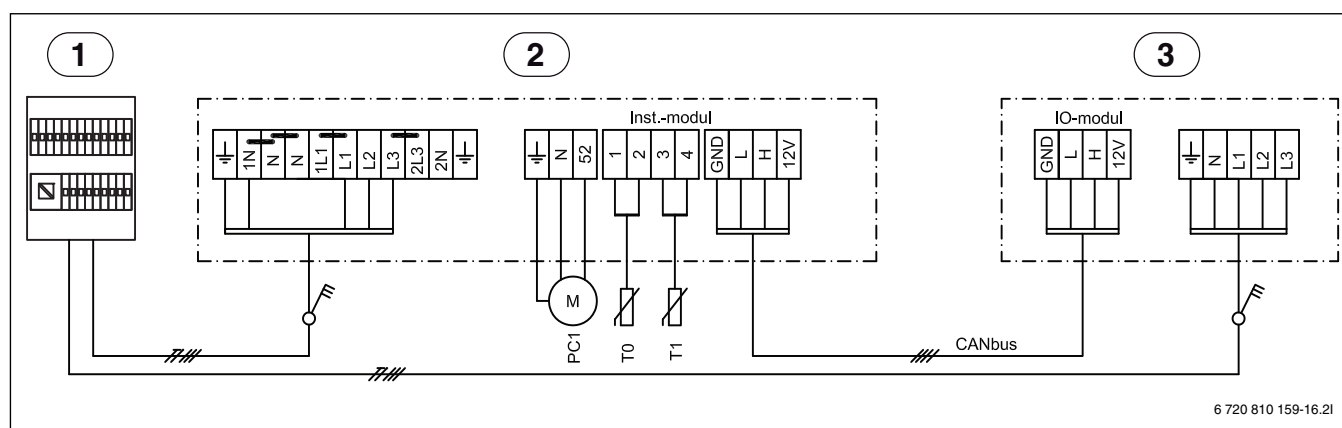 1
2
3
Inst.-modul
IO-modul
1N N N 1L1 L1 L2 L3 2L3 2N
N 52
1 2 3 4
GND L H 12V
GND L H 12V
N L1 L2 L3
M
PC1
T0
T1
CANbus
6 720 810 159-16.2I